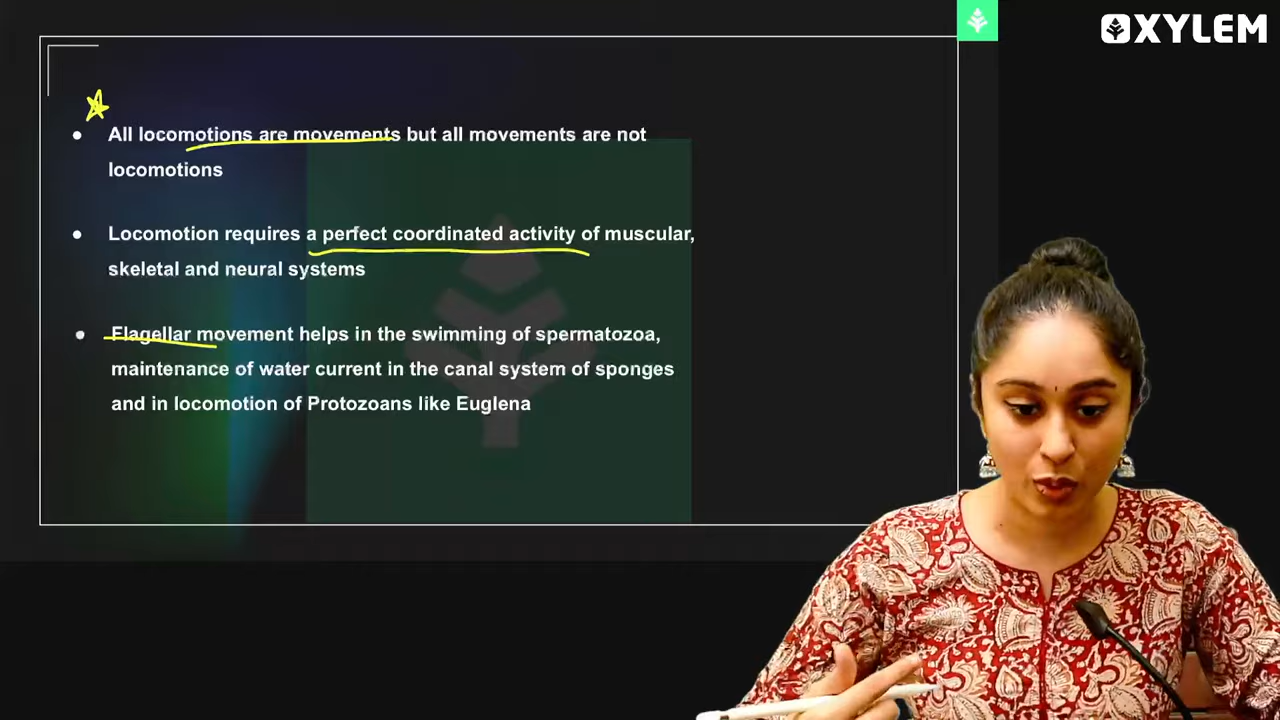 XYLEM
All locomotions are movements but all movements are not
locomotions
Locomotion requires a perfect coordinated activity of muscular,
skeletal and neural systems
Flagellar movement helps in the swimming of spermatozoa,
maintenance of water current in the canal system of sponges
and in locomotion of Protozoans like Euglena